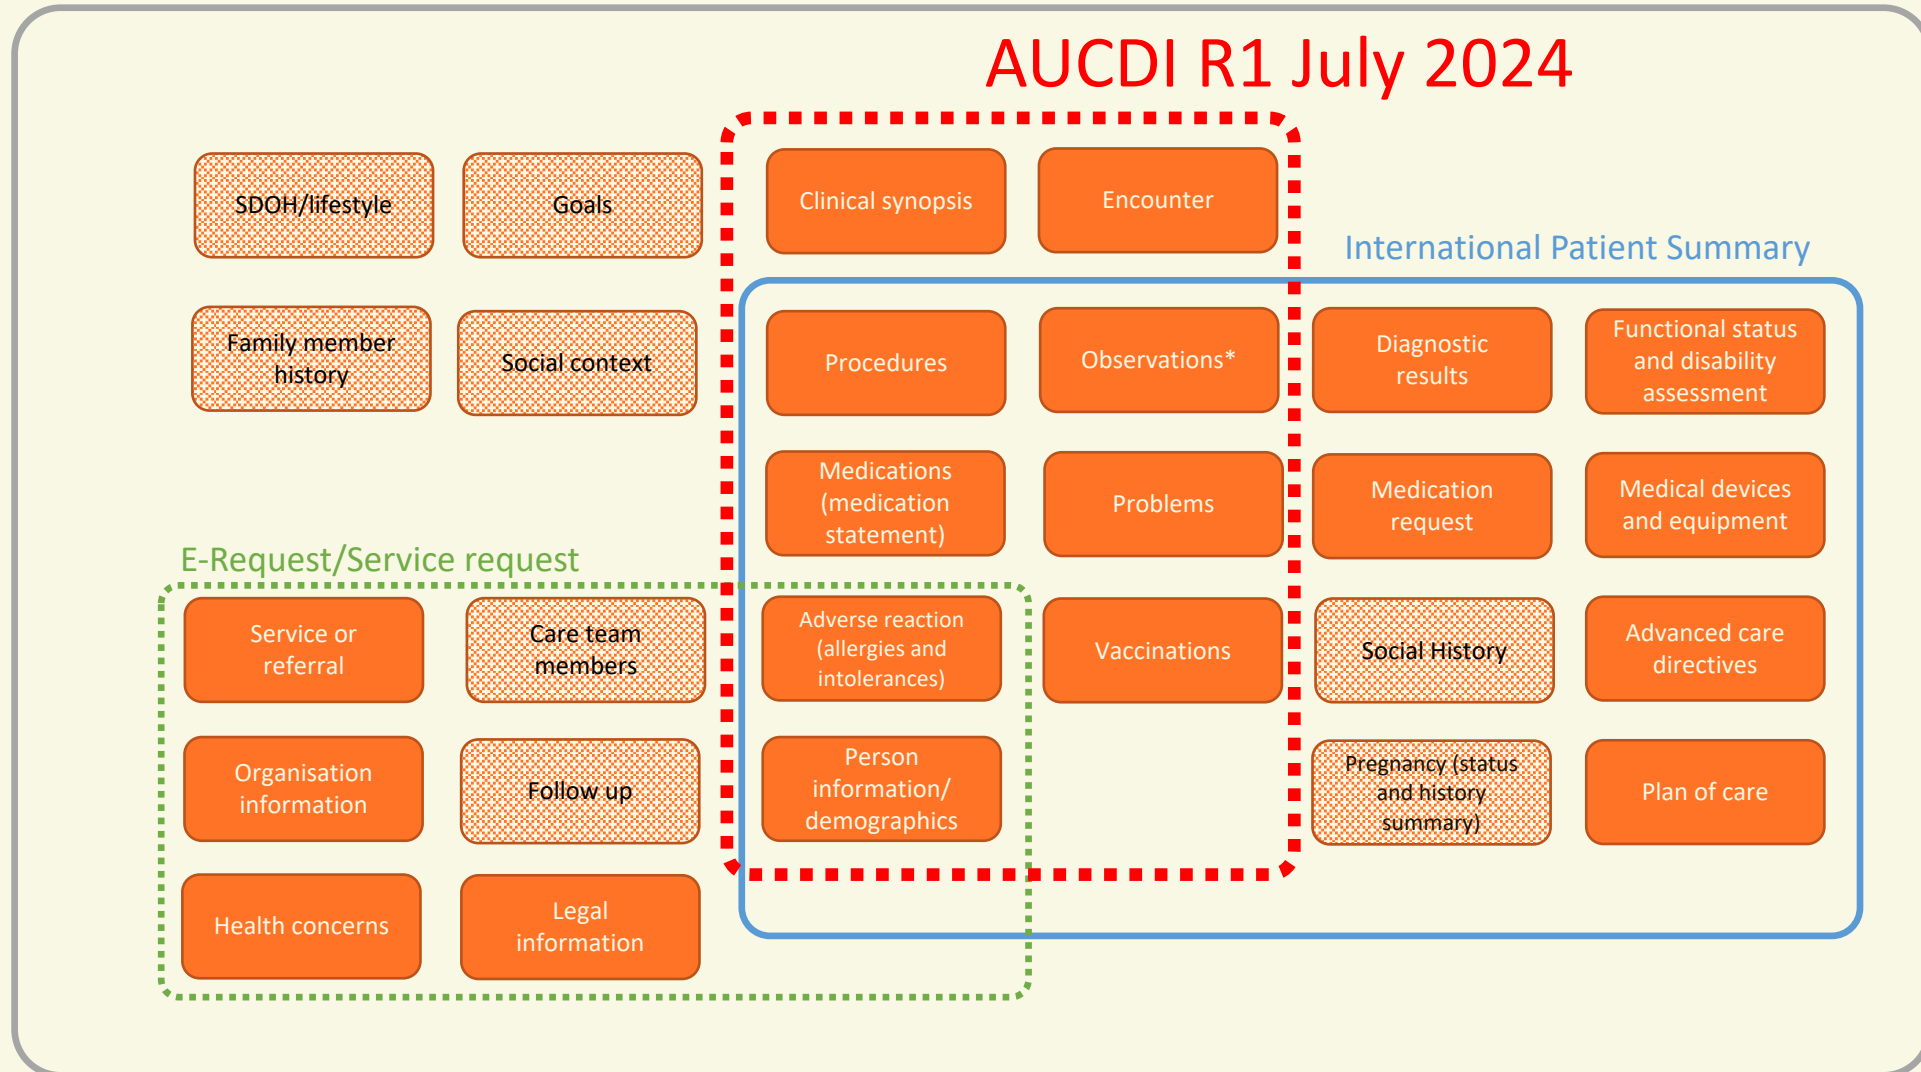 AUCDI R1 July 2024
SDOH/lifestyle
Goals
Clinical synopsis
Encounter
International Patient Summary
Family member
history
Social context
Procedures
Observations*
Diagnostic
results
Functional status
and disability
assessment
Medications
(medication
statement)
Problems
Medication
request
Medical devices
and equipment
E-Request/Service request
Service or
referral
Care team
members
Adverse reaction
(allergies and
intolerances)
Vaccinations
Social History
Advanced care
directives
Organisation
information
Follow up
Person
information/
demographics
Pregnancy (status
and history
summary)
Plan of care
Health concerns
Legal
information